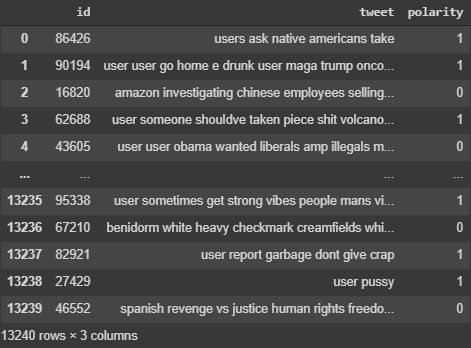 id tweet polarity
0 86426 users ask native americans take 1
1 90194 user user go home e drunk user maga trump onco... 1
2 16820 amazon investigating chinese employees selling... 0
3 62688 user someone shouldve taken piece shit volcano... 1
4 43605 user user obama wanted liberals amp illegals m... 0
... ... ... ...
13235 95338 user sometimes get strong vibes people mans vi... 1
13236 67210 benidorm white heavy checkmark creamfields whi... 0
13237 82921 user report garbage dont give crap 1
13238 27429 user pussy 1
13239 46552 spanish revenge vs justice human rights freedo... 0
13240 rows × 3 columns